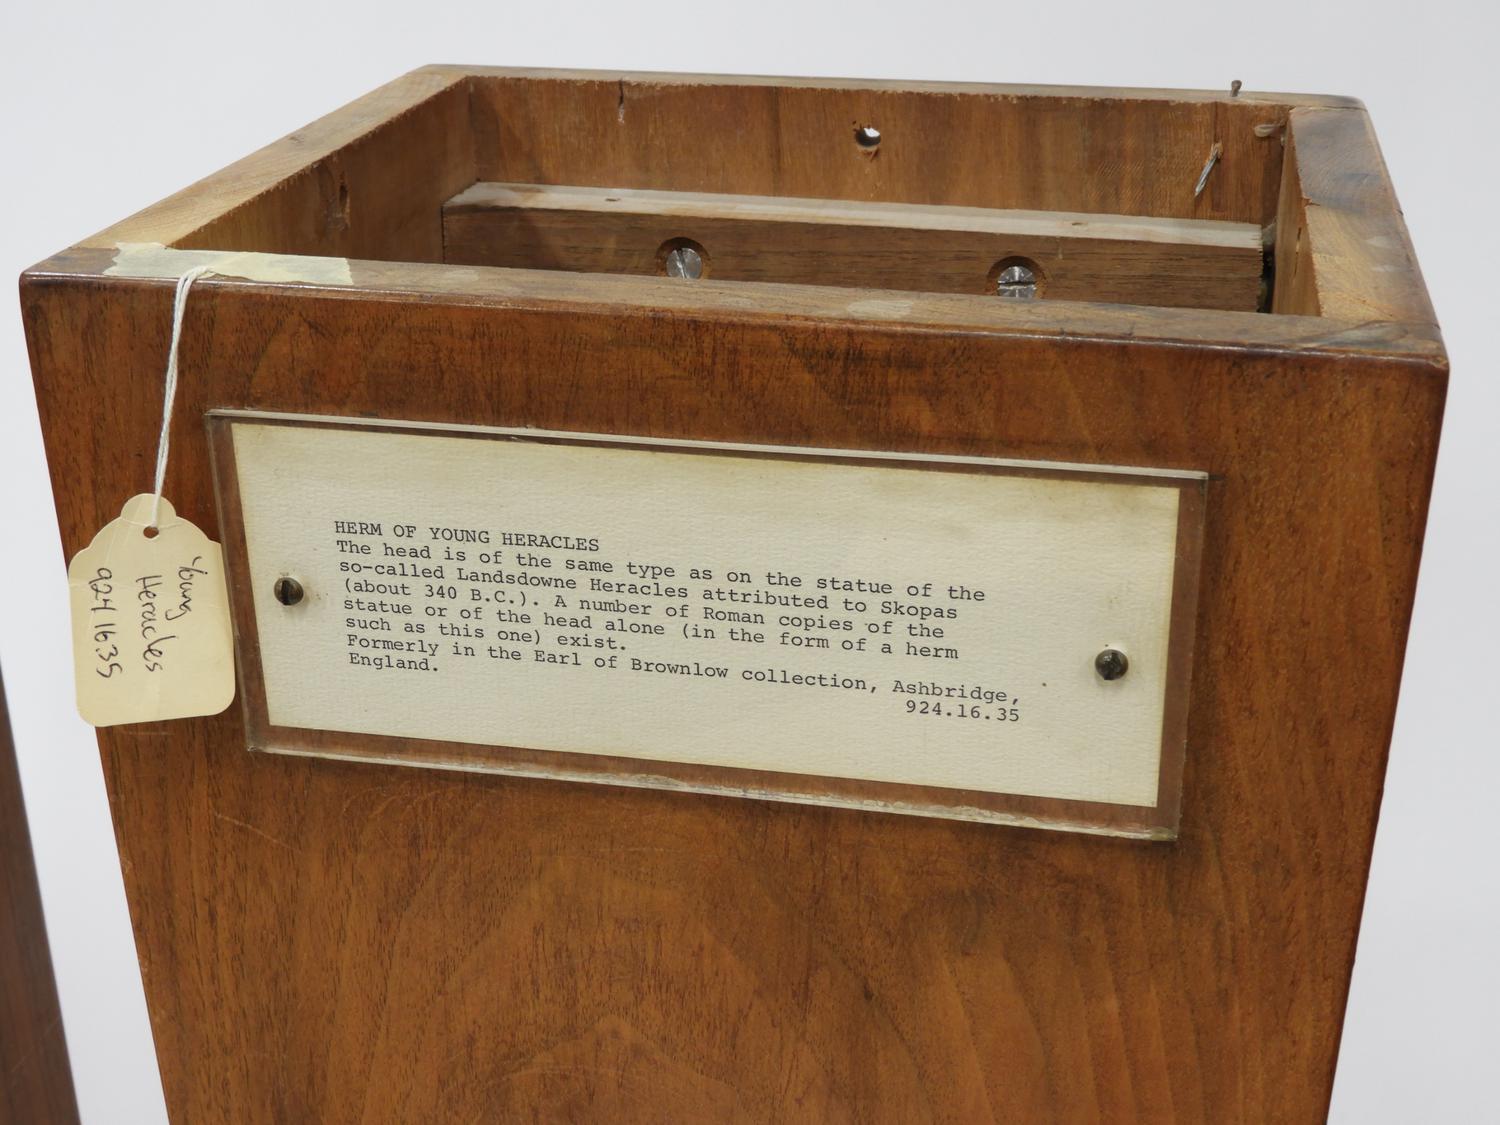 HERM OF YOUNG HERACLES
The head is of the same type as on the statue of the
so-called Landsdowne Heracles attributed to Skopas
(about 340 B.C.). A number of Roman copies of the
statue or of the head alone (in the form of a herm
such as this one) exist.
Formerly in the Earl of Brownlow collection, Ashbridge,
England.
924.16.35
Young
Heracles
924 16.35